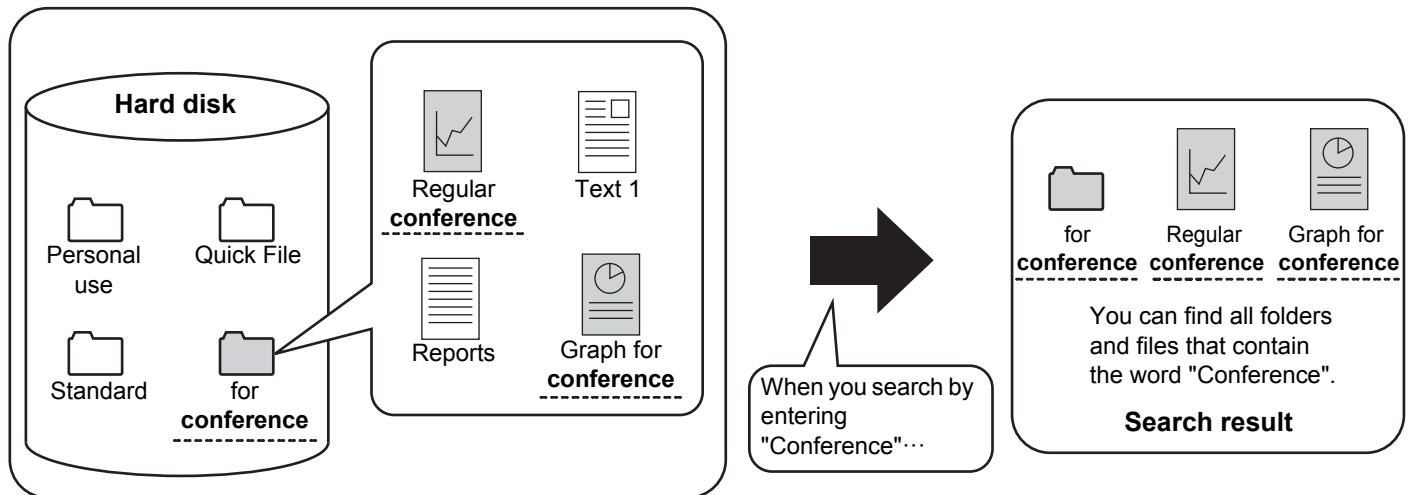 Hard disk
Personal
use
Quick File
Standard
for
conference
Regular
conference
Text 1
Reports
Graph for
conference
When you search by
entering
"Conference"···
for
conference
Regular
conference
Graph for
conference
You can find all folders
and files that contain
the word "Conference".
Search result